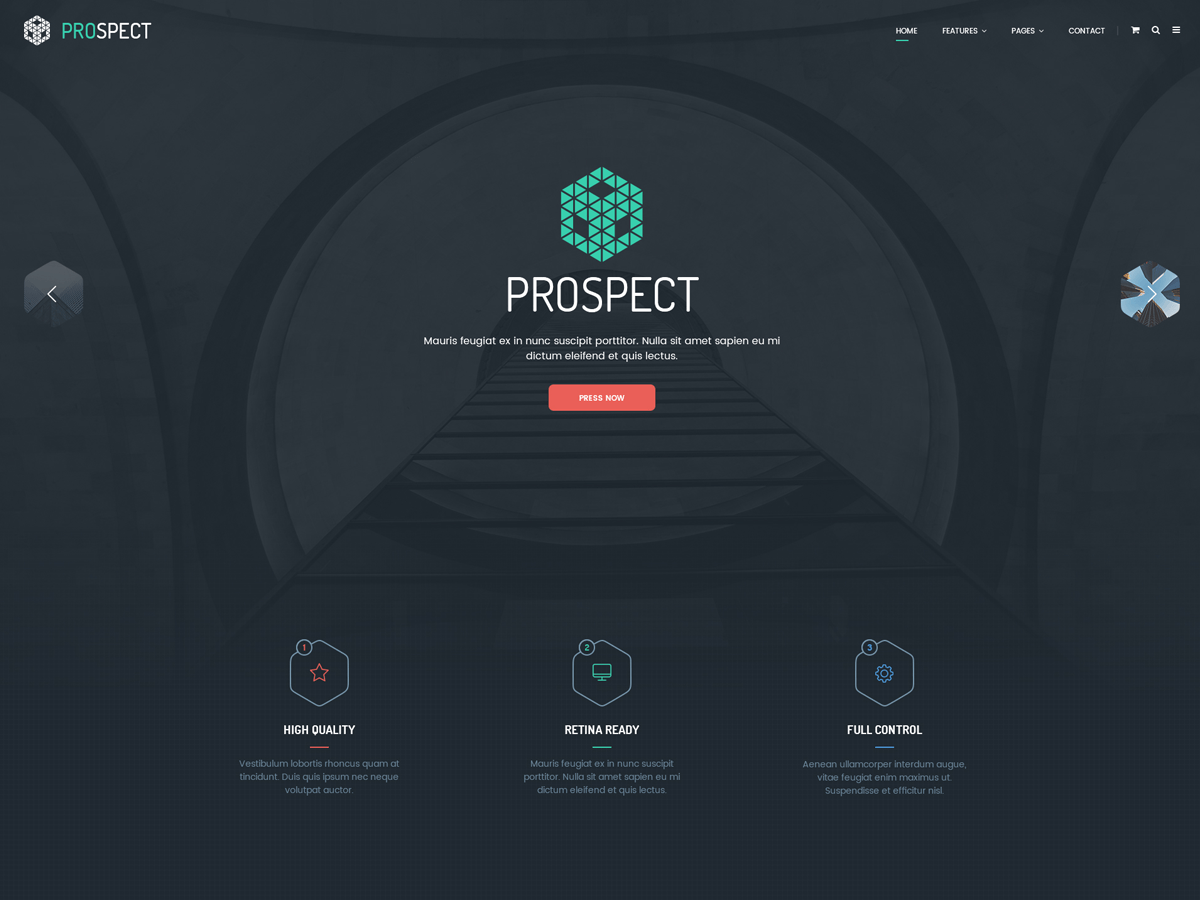 PROSPECT
HOME FEATURES PAGES CONTACT
PROSPECT
Mauris feugiat ex in nunc suscipit porttitor. Nulla sit amet sapien eu mi
dictum eleifend et quis lectus.
PRESS NOW
1
HIGH QUALITY
Vestibulum lobortis rhoncus quam at
tincidunt. Duis quis ipsum nec neque
volutpat auctor.
2
RETINA READY
Mauris feugiat ex in nunc suscipit
porttitor. Nulla sit amet sapien eu mi
dictum eleifend et quis lectus.
3
FULL CONTROL
Aenean ullamcorper interdum augue,
vitae feugiat enim maximus ut.
Suspendisse et efficitur nisl.